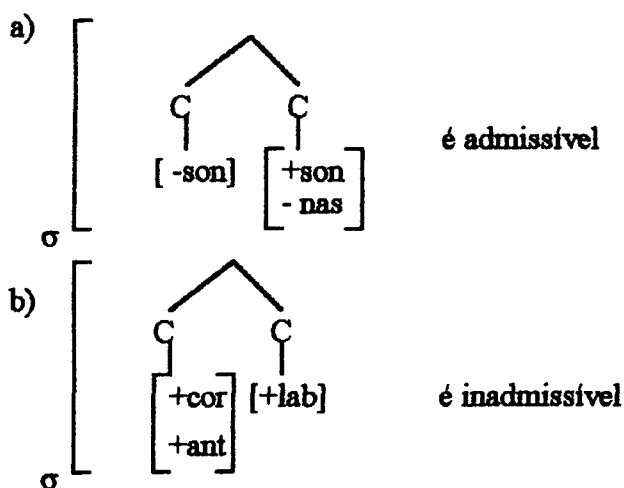 a)
C C
[ -son] [ +son
- nas ]
é admissível
σ
b)
C C
[ +cor [+lab]
+ant ]
é inadmissível
σ